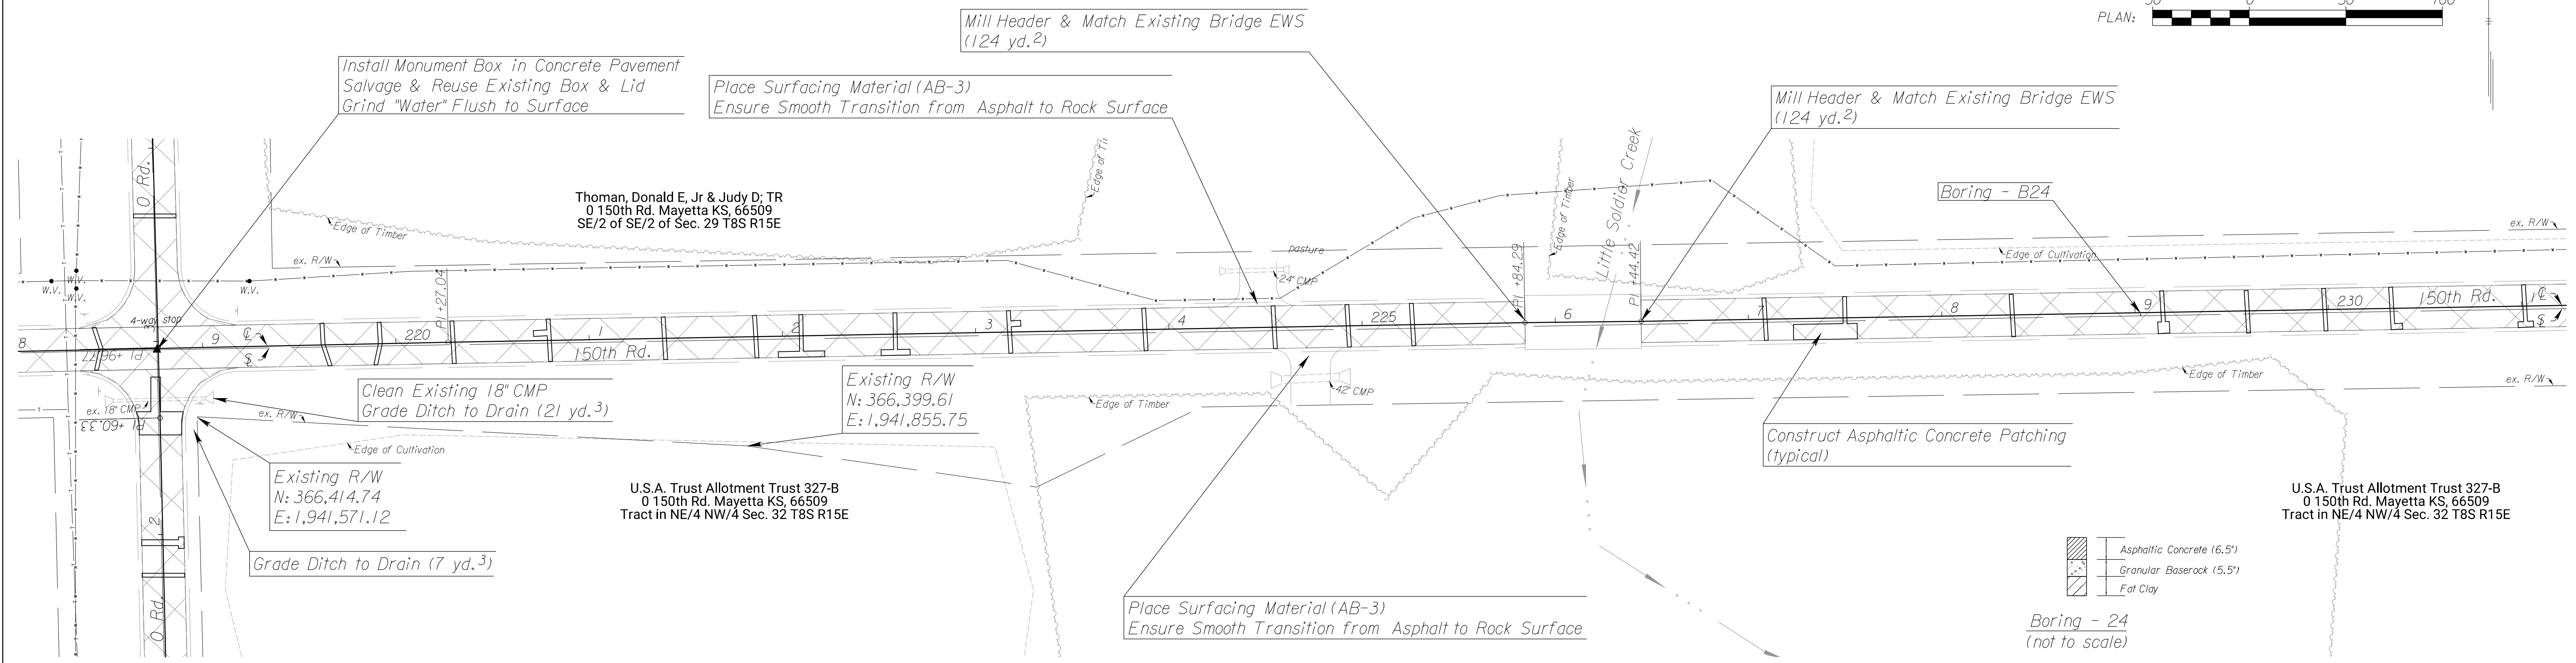 50 0 50 100
PLAN:
Mill Header & Match Existing Bridge EWS
(124 yd.²)
Install Monument Box in Concrete Pavement
Salvage & Reuse Existing Box & Lid
Grind "Water" Flush to Surface
Place Surfacing Material (AB-3)
Ensure Smooth Transition from Asphalt to Rock Surface
Mill Header & Match Existing Bridge EWS
(124 yd.²)
O Rd.
Thoman, Donald E, Jr & Judy D; TR
0 150th Rd. Mayetta KS, 66509
SE/2 of SE/2 of Sec. 29 T8S R15E
Edge of Timber
Edge of Ti
Edge of Timber
Little Soldier Creek
Boring - B24
ex. R/W
pasture
ex. R/W
Edge of Cultivation
W.V.
W.V.
W.V.
W.V.
PI +27.04
24" CMP
PI +84.29
PI +44.42
4-way stop
3
8
9
220
1
2
3
4
225
6
7
8
9
230
150th Rd.
1
150th Rd.
PI +96.77
Clean Existing 18" CMP
Grade Ditch to Drain (21 yd.³)
Existing R/W
N: 366,399.61
E: 1,941,855.75
42" CMP
Edge of Timber
ex. R/W
ex. 18" CMP
ex. R/W
Edge of Timber
PI +60.33
Edge of Cultivation
Construct Asphaltic Concrete Patching
(typical)
Existing R/W
N: 366,414.74
E: 1,941,571.12
U.S.A. Trust Allotment Trust 327-B
0 150th Rd. Mayetta KS, 66509
Tract in NE/4 NW/4 Sec. 32 T8S R15E
U.S.A. Trust Allotment Trust 327-B
0 150th Rd. Mayetta KS, 66509
Tract in NE/4 NW/4 Sec. 32 T8S R15E
2
Grade Ditch to Drain (7 yd.³)
Asphaltic Concrete (6.5")
Granular Baserock (5.5")
Fat Clay
O Rd.
Place Surfacing Material (AB-3)
Ensure Smooth Transition from Asphalt to Rock Surface
Boring - 24
(not to scale)